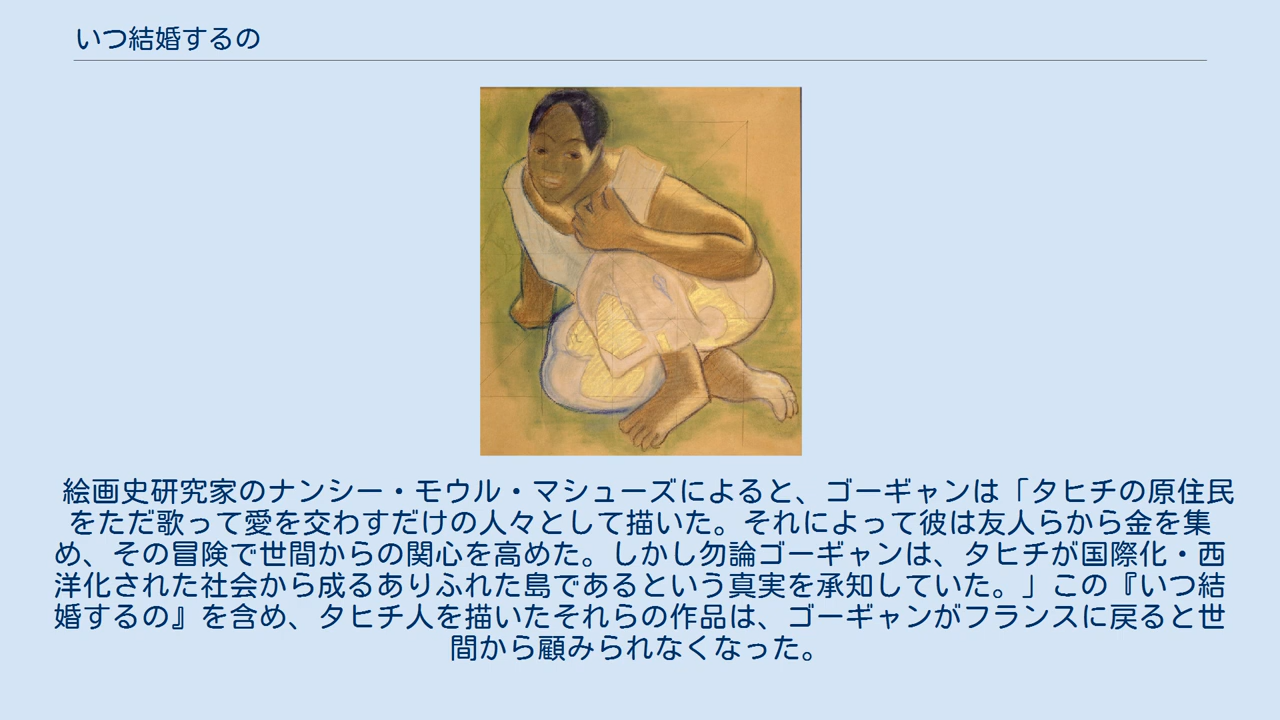 いつ結婚するの
絵画史研究家のナンシー・モウル・マシューズによると、ゴーギャンは「タヒチの原住民
をただ歌って愛を交わすだけの人々として描いた。それによって彼は友人らから金を集
め、その冒険で世間からの関心を高めた。しかし勿論ゴーギャンは、タヒチが国際化・西
洋化された社会から成るありふれた島であるという真実を承知していた。」この『いつ結
婚するの』を含め、タヒチ人を描いたそれらの作品は、ゴーギャンがフランスに戻ると世
間から顧みられなくなった。